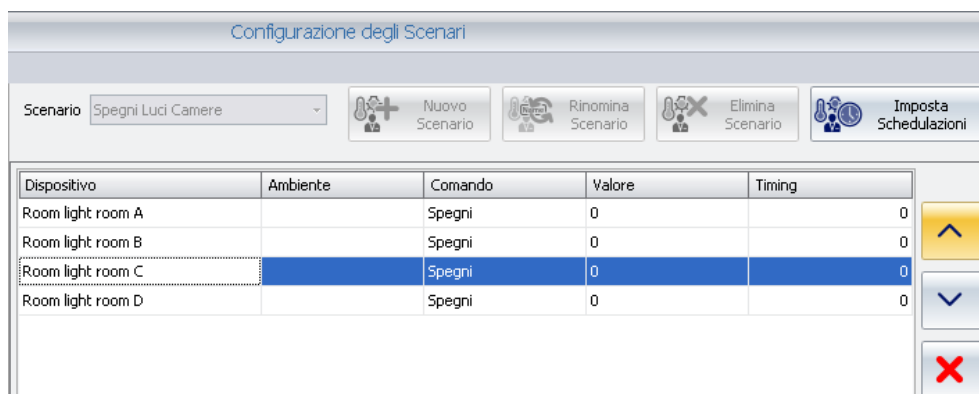 Configurazione degli Scenari
Scenario Spegni Luci Camere Nuovo Scenario Rinomina Scenario Elimina Scenario Imposta Schedulazioni
Dispositivo Ambiente Comando Valore Timing
Room light room A Spegni 0 0
Room light room B Spegni 0 0
Room light room C Spegni 0 0
Room light room D Spegni 0 0